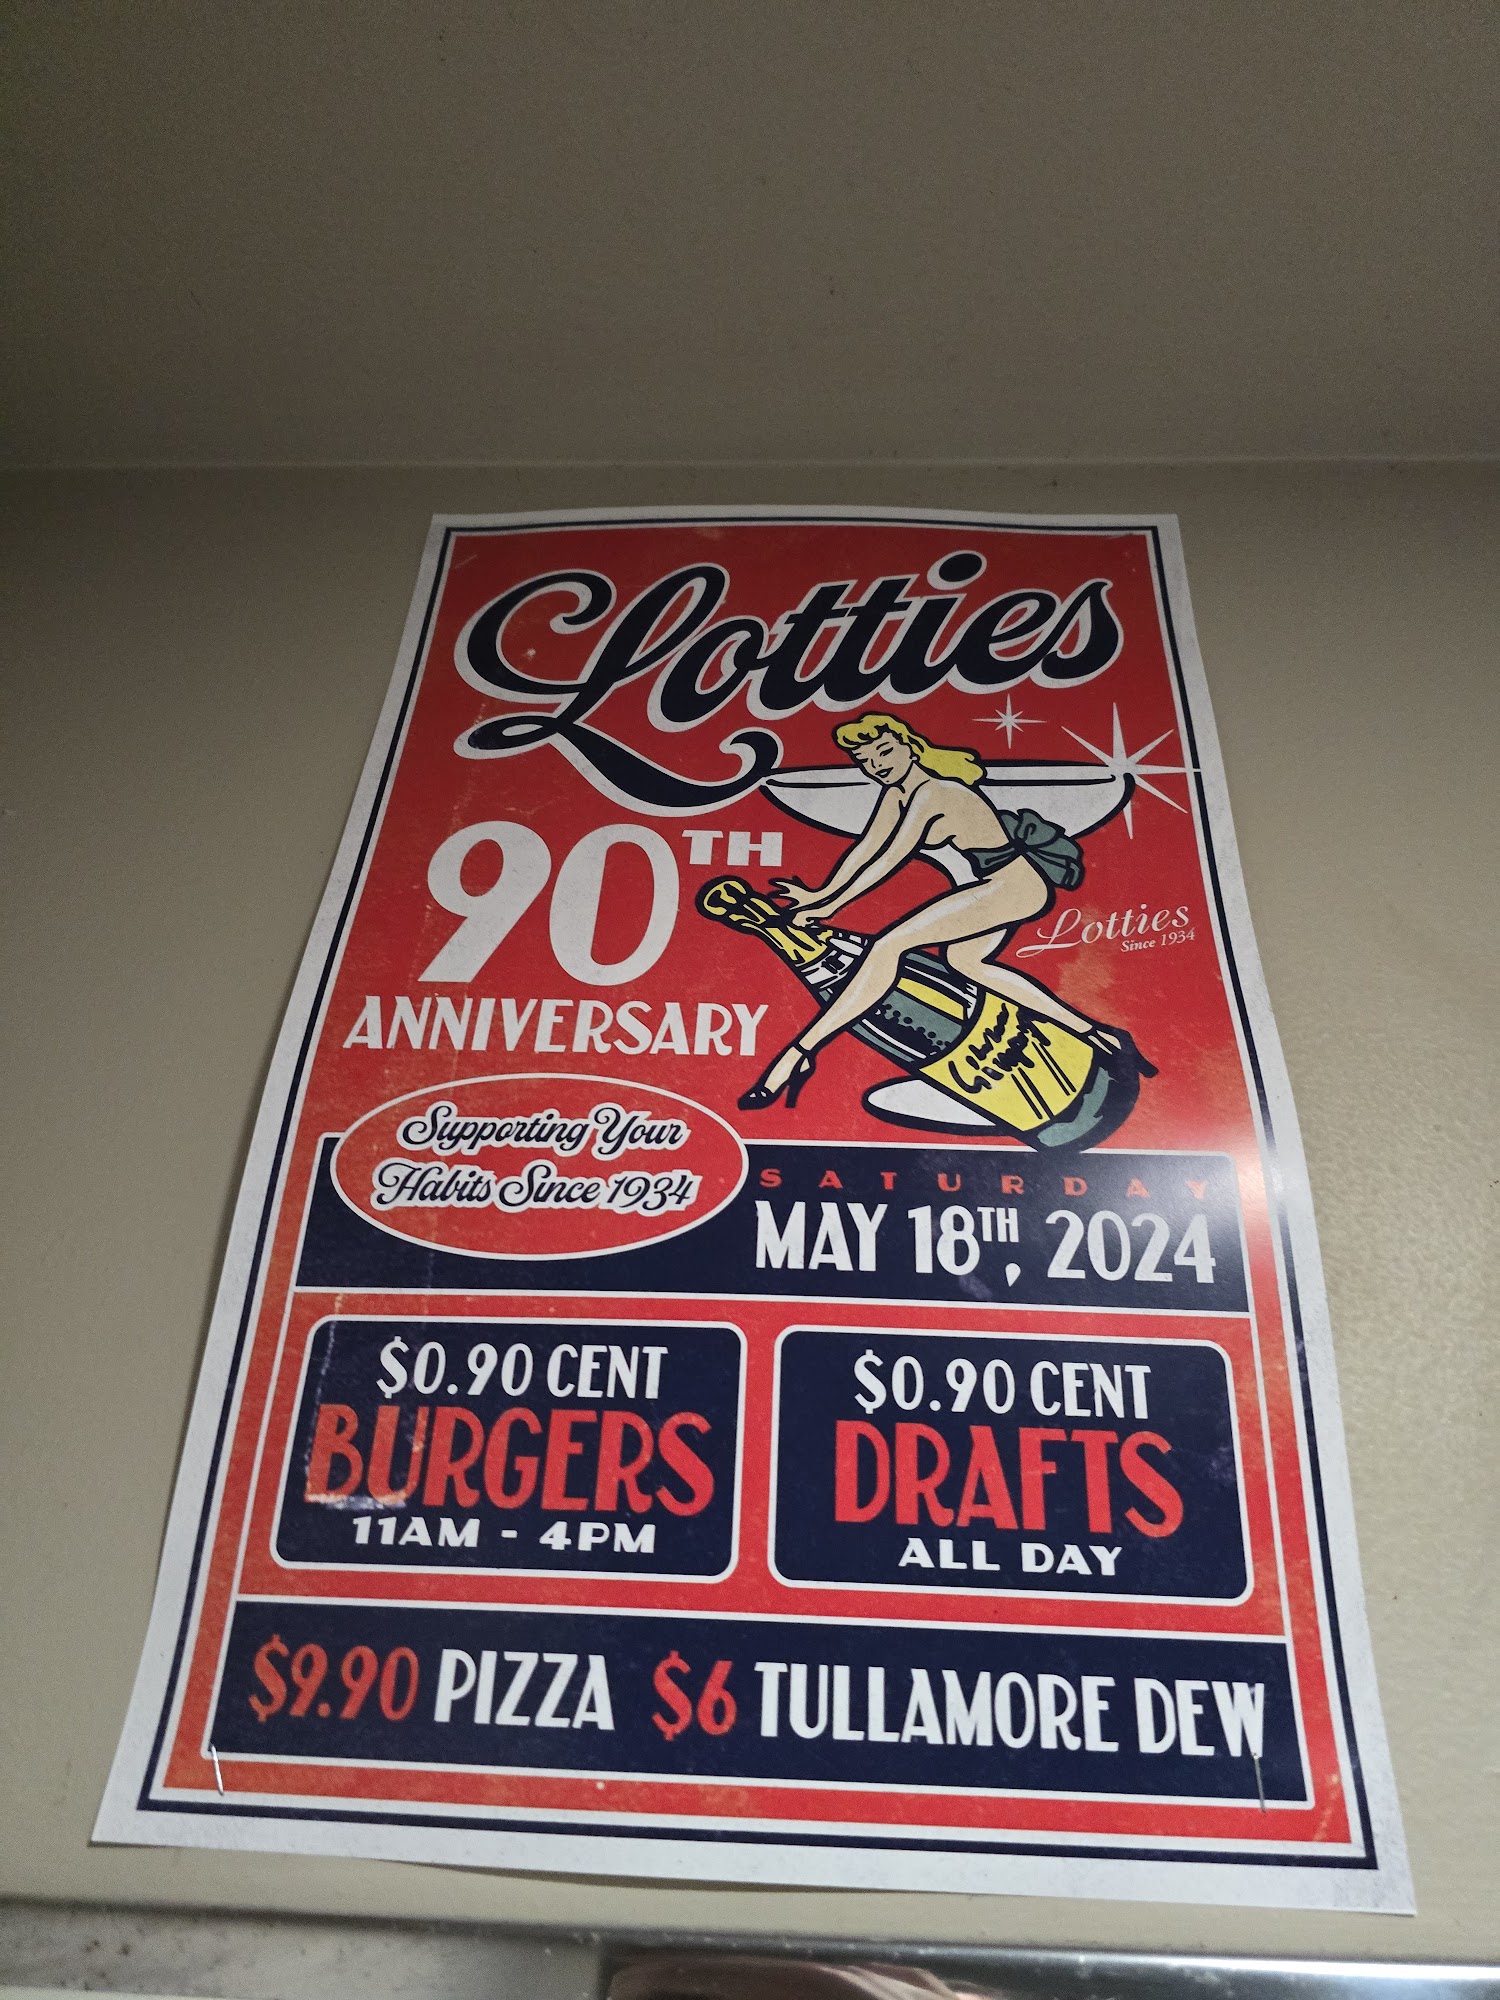 Lotties
90TH
ANNIVERSARY
Lotties
Since 1934
Supporting Your
Habits Since 1934
SATURDAY
MAY 18TH, 2024
$0.90 CENT
BURGERS
11AM - 4PM
$0.90 CENT
DRAFTS
ALL DAY
$9.90 PIZZA $6 TULLAMORE DEW